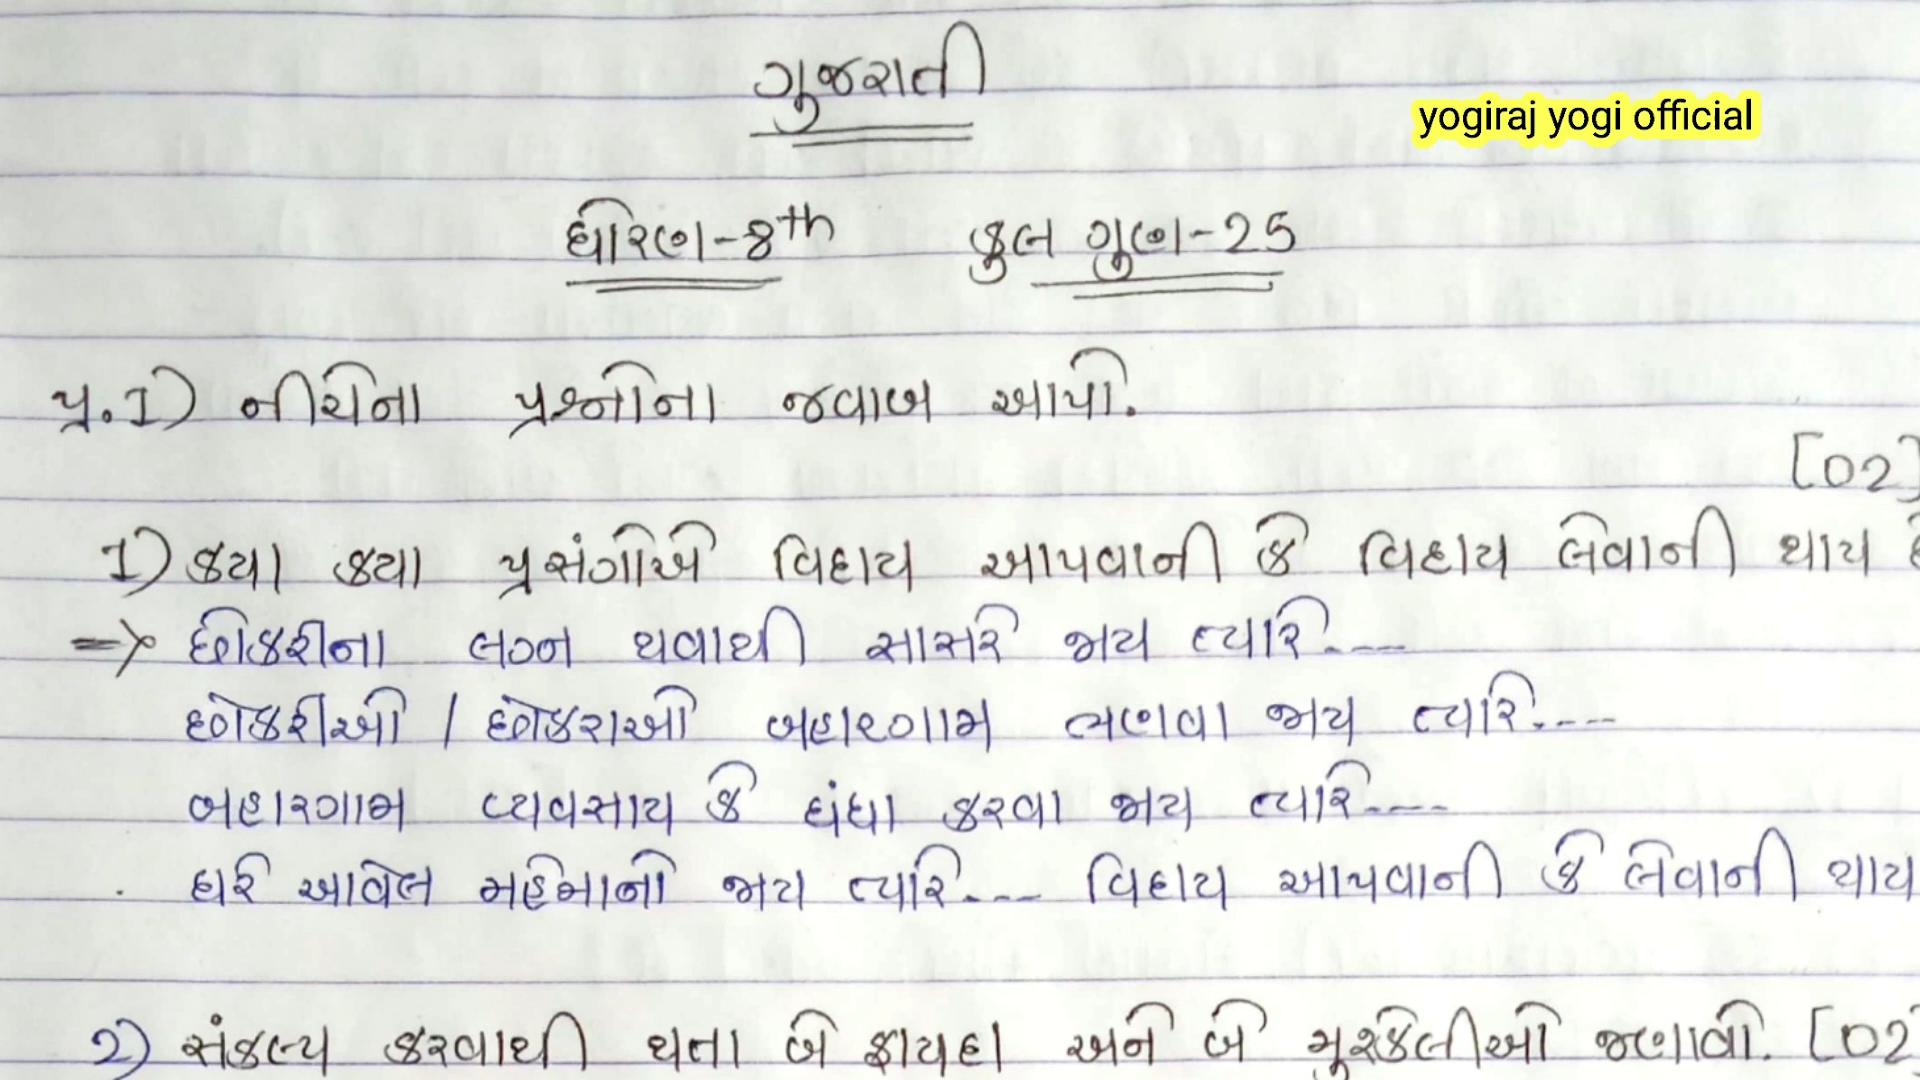 ગુજરાતી
yogiraj yogi official
ધોરણ-8th કુલ ગુણ-25
પ્ર.1) નીચેના પ્રશ્નોના જવાબ આપો.
[02]
1) કયા કયા પ્રસંગોએ વિદાય આપવાની કે વિદાય લેવાની થાય
=> છોકરીના લગ્ન થવાથી સાસરે જાય ત્યારે....
છોકરીઓ / છોકરાઓ બહારગામ ભણવા જાય ત્યારે....
બહારગામ વ્યવસાય કે ધંધા કરવા જાય ત્યારે....
ઘરે આવેલ મહેમાનો જાય ત્યારે.... વિદાય આપવાની કે લેવાની થાય
2) સંકલ્પ કરવાથી થતા બે ફાયદા અને બે મુશ્કેલીઓ જણાવો. [02